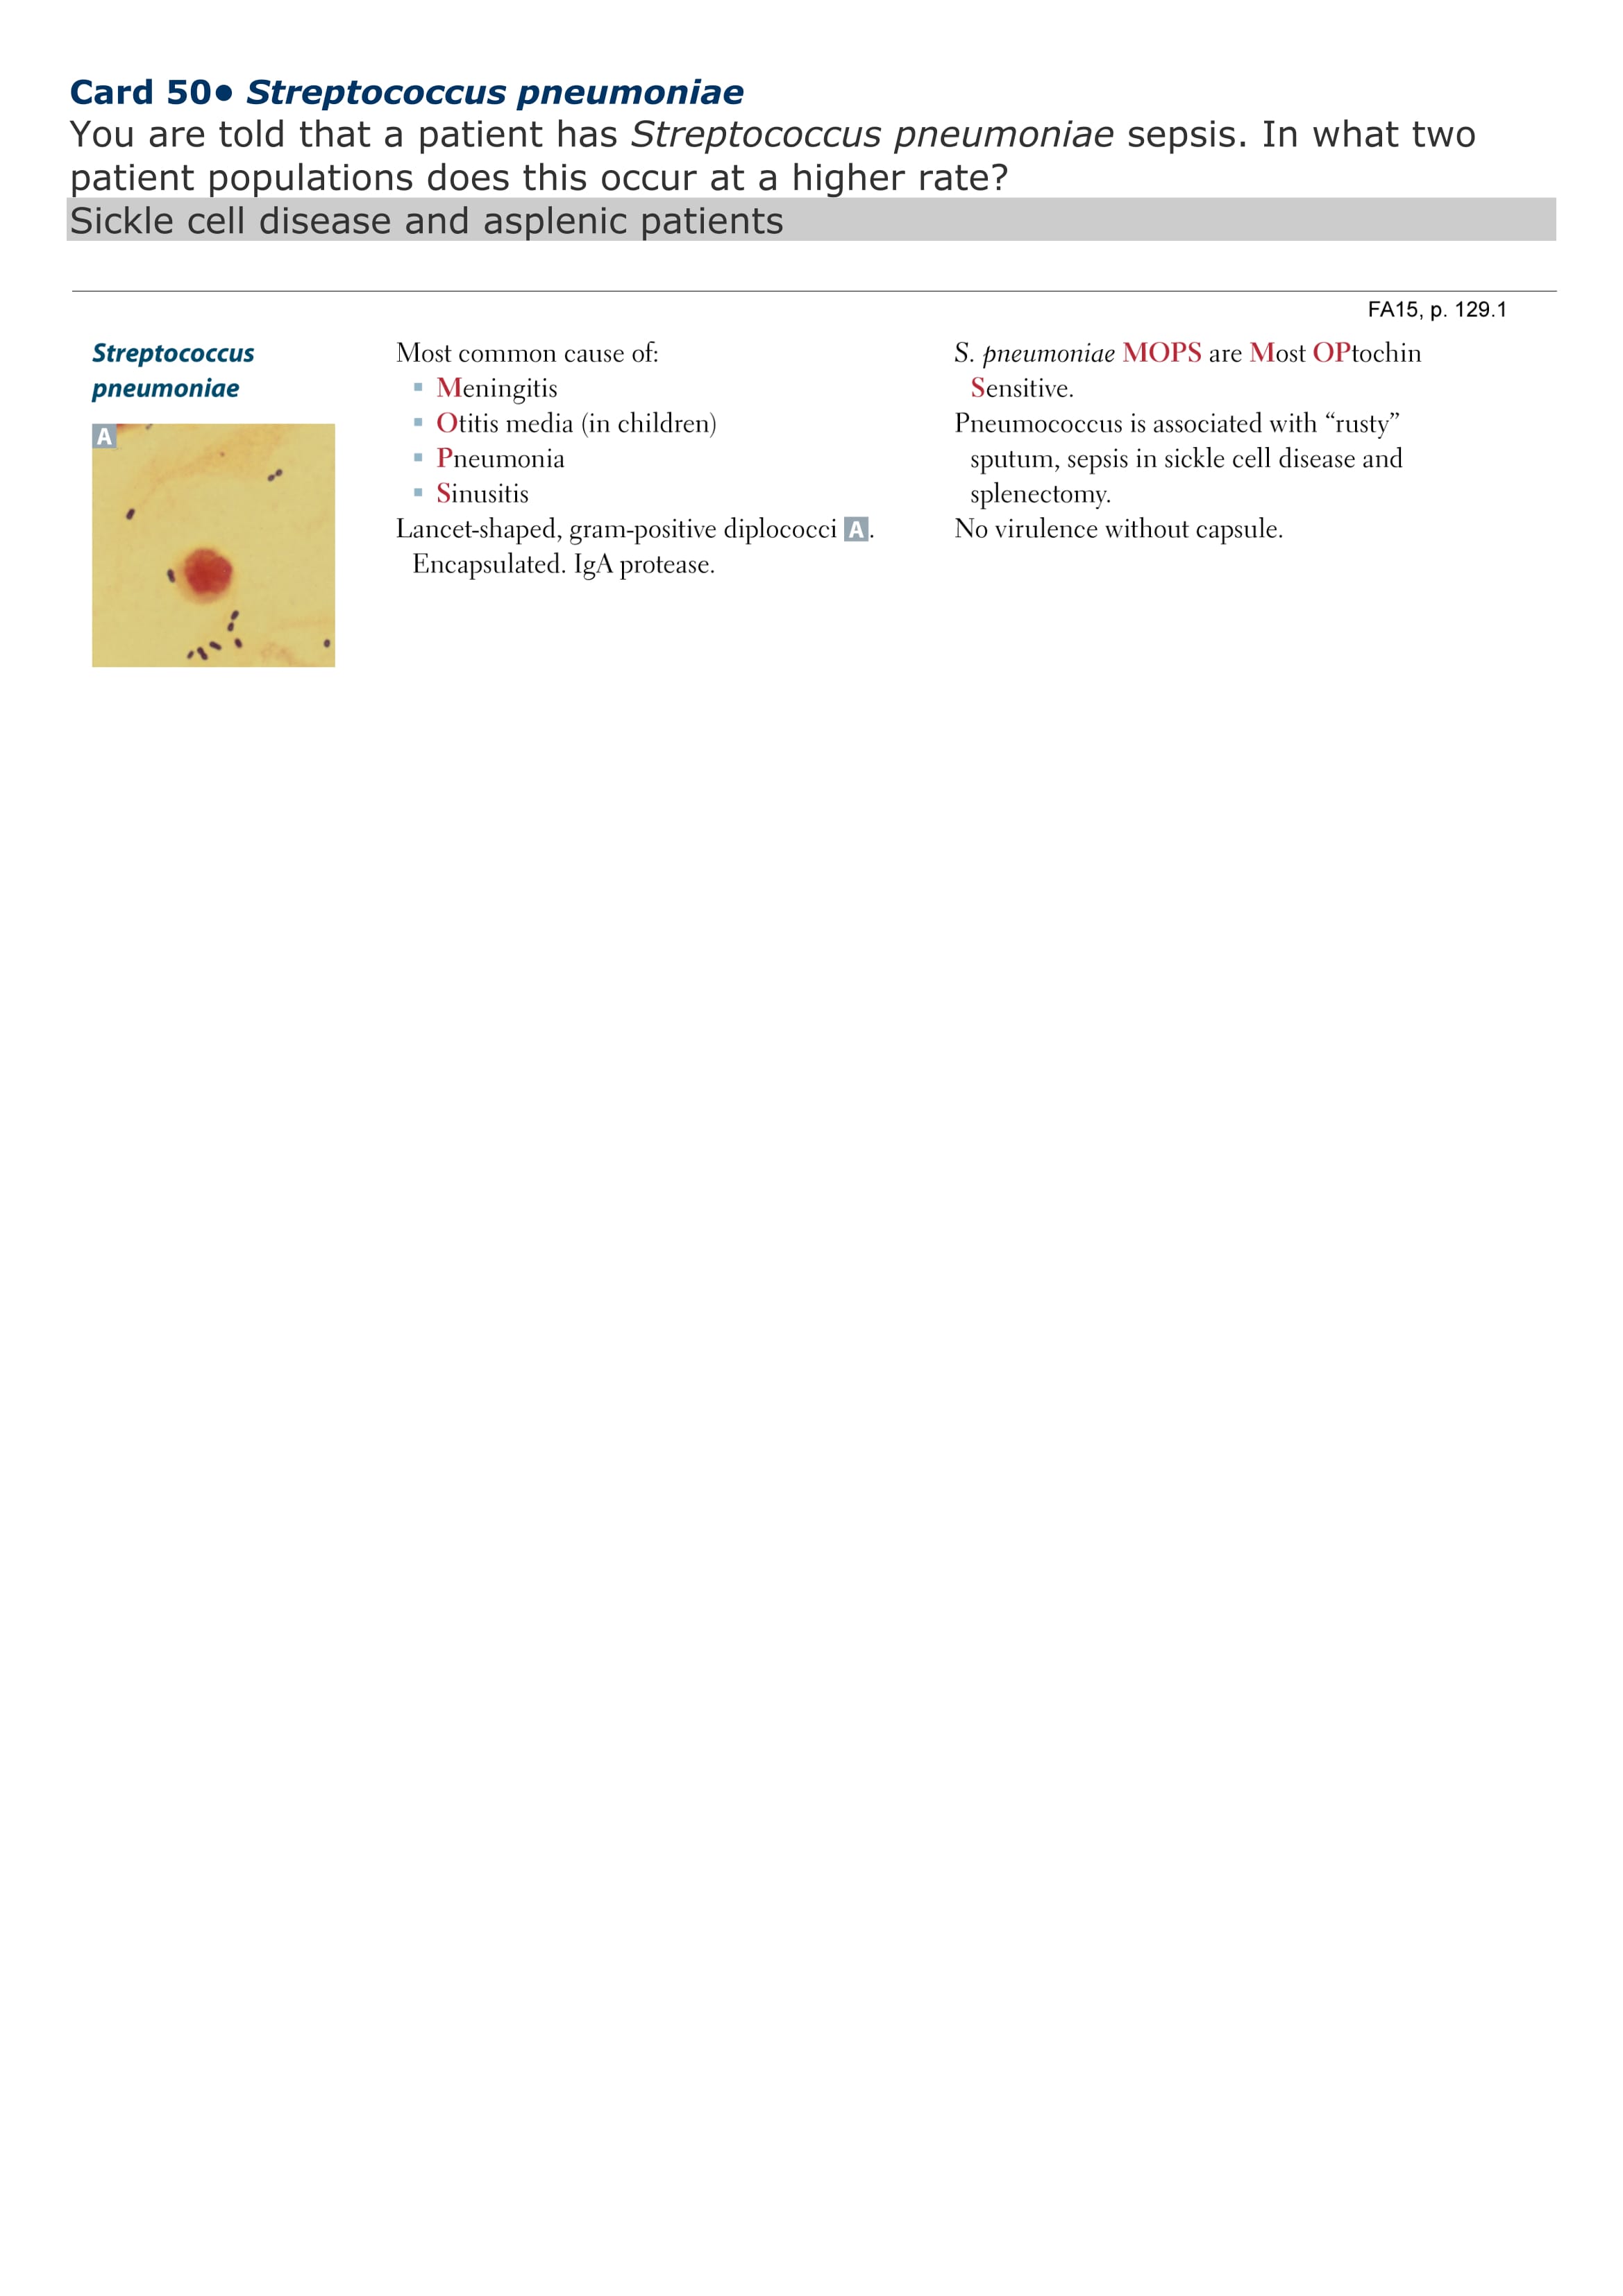 Card 50● Streptococcus pneumoniae
You are told that a patient has Streptococcus pneumoniae sepsis. In what two
patient populations does this occur at a higher rate?
Sickle cell disease and asplenic patients
FA15, p. 129.1
Streptococcus
pneumoniae
A
Most common cause of:
▪ Meningitis
▪ Otitis media (in children)
▪ Pneumonia
▪ Sinusitis
Lancet-shaped, gram-positive diplococci A.
Encapsulated. IgA protease.
S. pneumoniae MOPS are Most OPtochin
Sensitive.
Pneumococcus is associated with “rusty”
sputum, sepsis in sickle cell disease and
splenectomy.
No virulence without capsule.